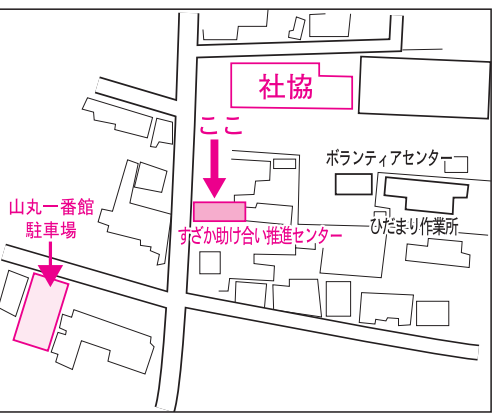 社協
ここ
ボランティアセンター
山丸一番館
駐車場
すざか助け合い推進センター
ひだまり作業所